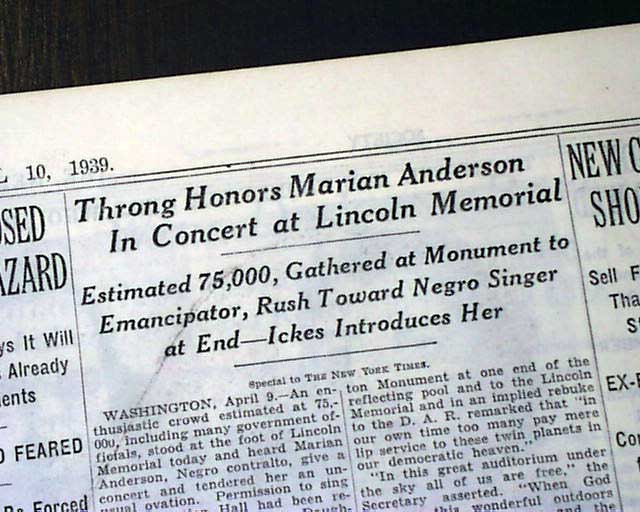 10, 1939.
Throng Honors Marian Anderson
In Concert at Lincoln Memorial
Estimated 75,000, Gathered at Monument to
Emancipator, Rush Toward Negro Singer
at End—Ickes Introduces Her
Special to THE NEW YORK TIMES.
WASHINGTON, April 9.—An en-
thusiastic crowd estimated at 75,-
000, including many government of-
ficials, stood at the foot of Lincoln
Memorial today and heard Marian
Anderson, Negro contralto, give a
concert and tendered her an un-
usual ovation. Permission to sing
Hall had been re-
ton Monument at one end of the
reflecting pool and to the Lincoln
Memorial and in an implied rebuke
to the D. A. R. remarked that "in
our own time too many pay mere
lip service to these twin planets in
our democratic heaven."
"In this great auditorium under
the sky all of us are free," the
Secretary asserted. "When God
this wonderful outdoors
and the
OSED
AZARD
ys It Will
Already
ents
FEARED
Forced
NEW
SHO
Sell F
Tha
S'
EX-